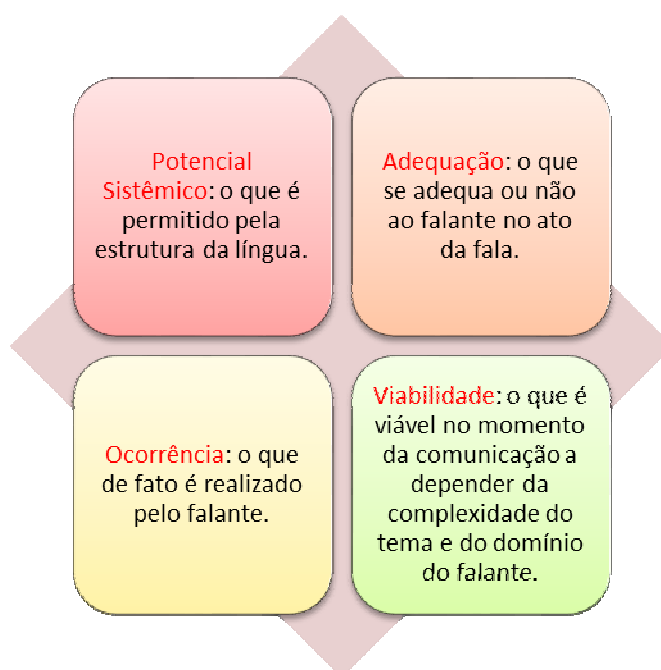 Potencial
Sistêmico: o que é
permitido pela
estrutura da língua.
Adequação: o que
se adequa ou não
ao falante no ato
da fala.
Ocorrência: o que
de fato é realizado
pelo falante.
Viabilidade: o que é
viável no momento
da comunicação a
depender da
complexidade do
tema e do domínio
do falante.